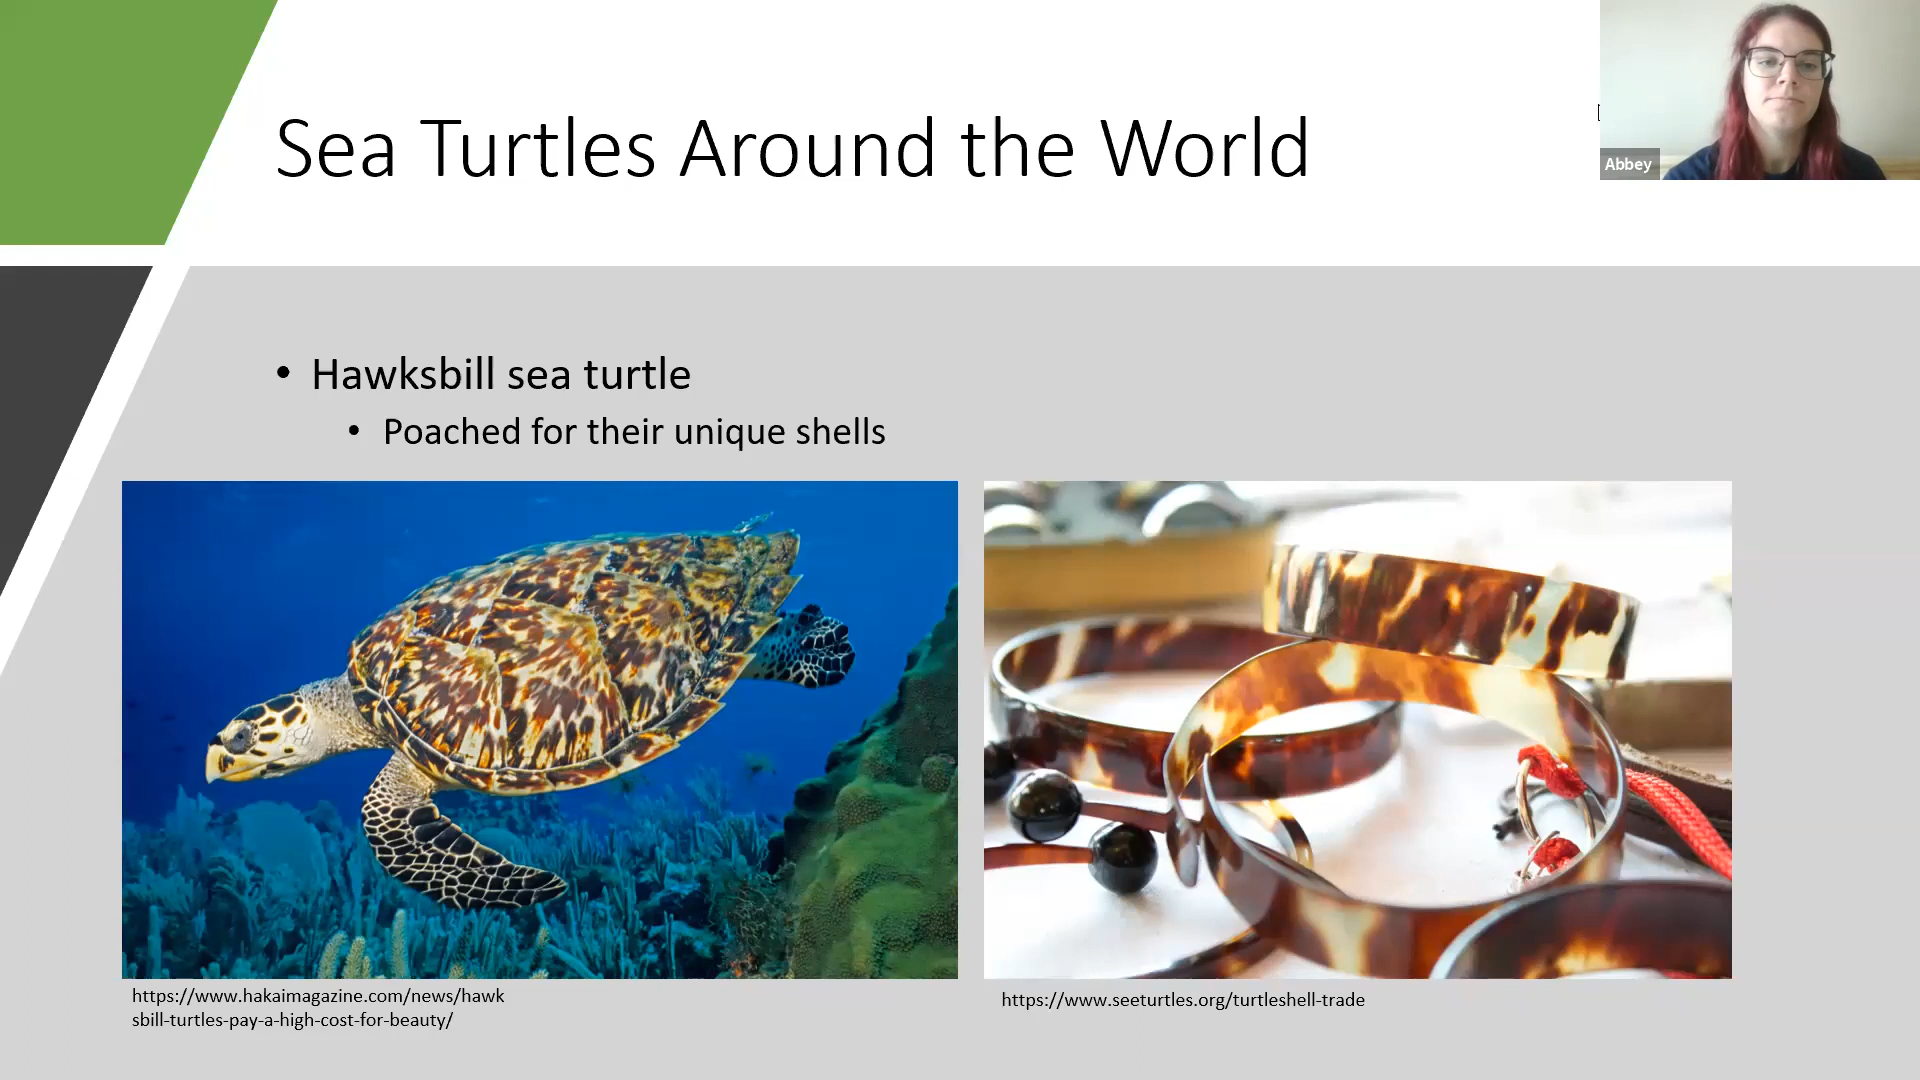 Sea Turtles Around the World
Abbey
• Hawksbill sea turtle
• Poached for their unique shells
https://www.hakaimagazine.com/news/hawk
sbill-turtles-pay-a-high-cost-for-beauty/
https://www.seeturtles.org/turtleshell-trade